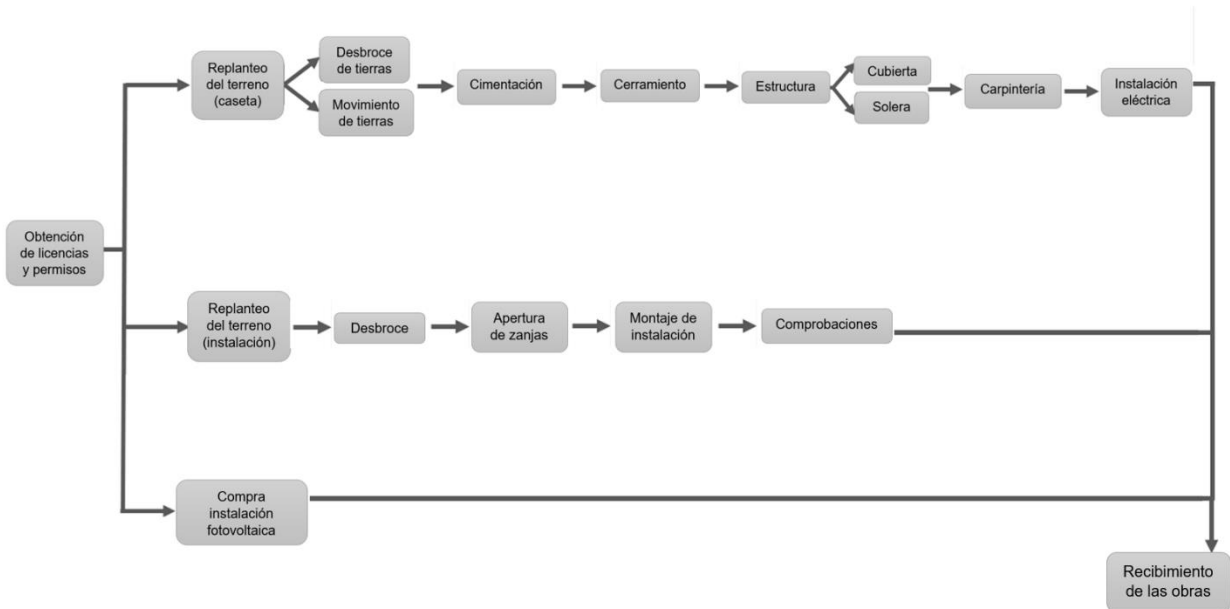 Replanteo
del terreno
(caseta)
Desbroce
de tierras
Movimiento
de tierras
Cimentación
Cerramiento
Estructura
Cubierta
Solera
Carpintería
Instalación
eléctrica
Obtención
de licencias
y permisos
Replanteo
del terreno
(instalación)
Desbroce
Apertura
de zanjas
Montaje de
instalación
Comprobaciones
Compra
instalación
fotovoltaica
Recibimiento
de las obras